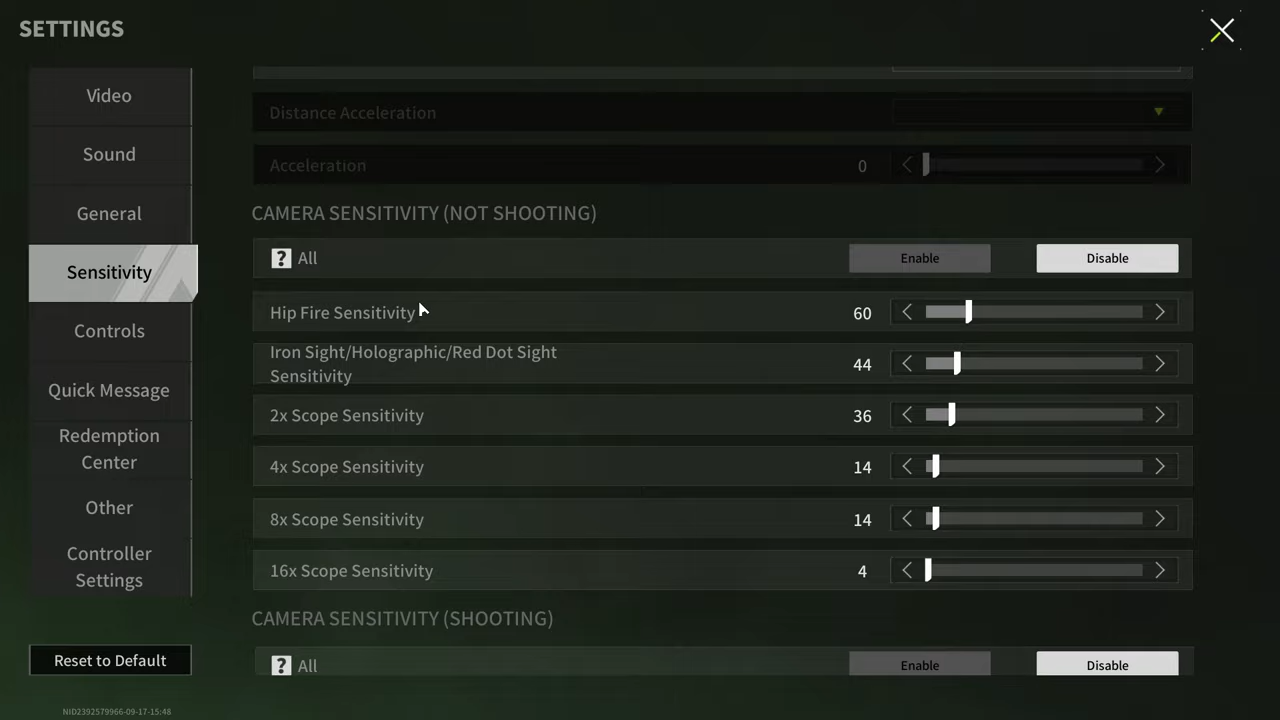 SETTINGS
Video
Sound
General
Sensitivity
Controls
Quick Message
Redemption
Center
Other
Controller
Settings
Reset to Default
Distance Acceleration
Acceleration 0
CAMERA SENSITIVITY (NOT SHOOTING)
? All Enable Disable
Hip Fire Sensitivity 60
Iron Sight/Holographic/Red Dot Sight
Sensitivity 44
2x Scope Sensitivity 36
4x Scope Sensitivity 14
8x Scope Sensitivity 14
16x Scope Sensitivity 4
CAMERA SENSITIVITY (SHOOTING)
? All Enable Disable
NID2392579966-09-17-15:48